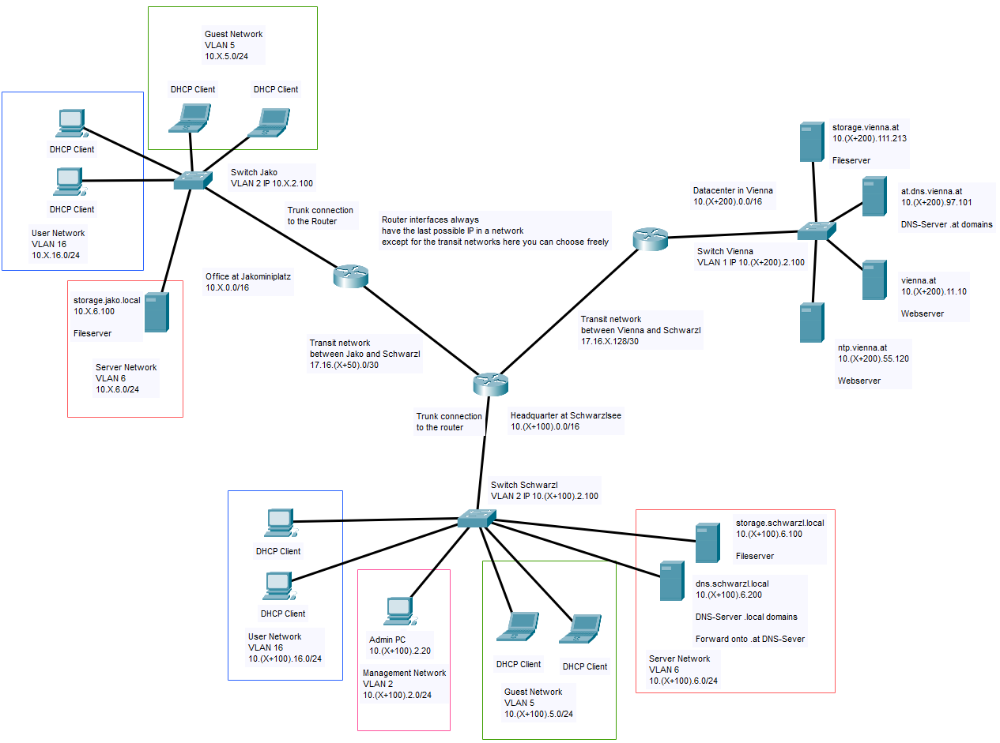 Guest Network
VLAN 5
10.X.5.0/24
DHCP Client
DHCP Client
DHCP Client
DHCP Client
User Network
VLAN 16
10.X.16.0/24
Switch Jako
VLAN 2 IP 10.X.2.100
Trunk connection
to the Router
Office at Jakominiplatz
10.X.0.0/16
storage.jako.local
10.X.6.100
Fileserver
Server Network
VLAN 6
10.X.6.0/24
Router interfaces always
have the last possible IP in a network
except for the transit networks here you can choose freely
Transit network
between Jako and Schwarzl
17.16.(X+50).0/30
Transit network
between Vienna and Schwarzl
17.16.X.128/30
Datacenter in Vienna
10.(X+200).0.0/16
Switch Vienna
VLAN 1 IP 10.(X+200).2.100
storage.vienna.at
10.(X+200).111.213
Fileserver
at.dns.vienna.at
10.(X+200).97.101
DNS-Server .at domains
vienna.at
10.(X+200).11.10
Webserver
ntp.vienna.at
10.(X+200).55.120
Webserver
Trunk connection
to the router
Headquarter at Schwarzlsee
10.(X+100).0.0/16
Switch Schwarzl
VLAN 2 IP 10.(X+100).2.100
DHCP Client
DHCP Client
User Network
VLAN 16
10.(X+100).16.0/24
Admin PC
10.(X+100).2.20
Management Network
VLAN 2
10.(X+100).2.0/24
DHCP Client
DHCP Client
Guest Network
VLAN 5
10.(X+100).5.0/24
storage.schwarzl.local
10.(X+100).6.100
Fileserver
dns.schwarzl.local
10.(X+100).6.200
DNS-Server .local domains
Forward onto .at DNS-Sever
Server Network
VLAN 6
10.(X+100).6.0/24